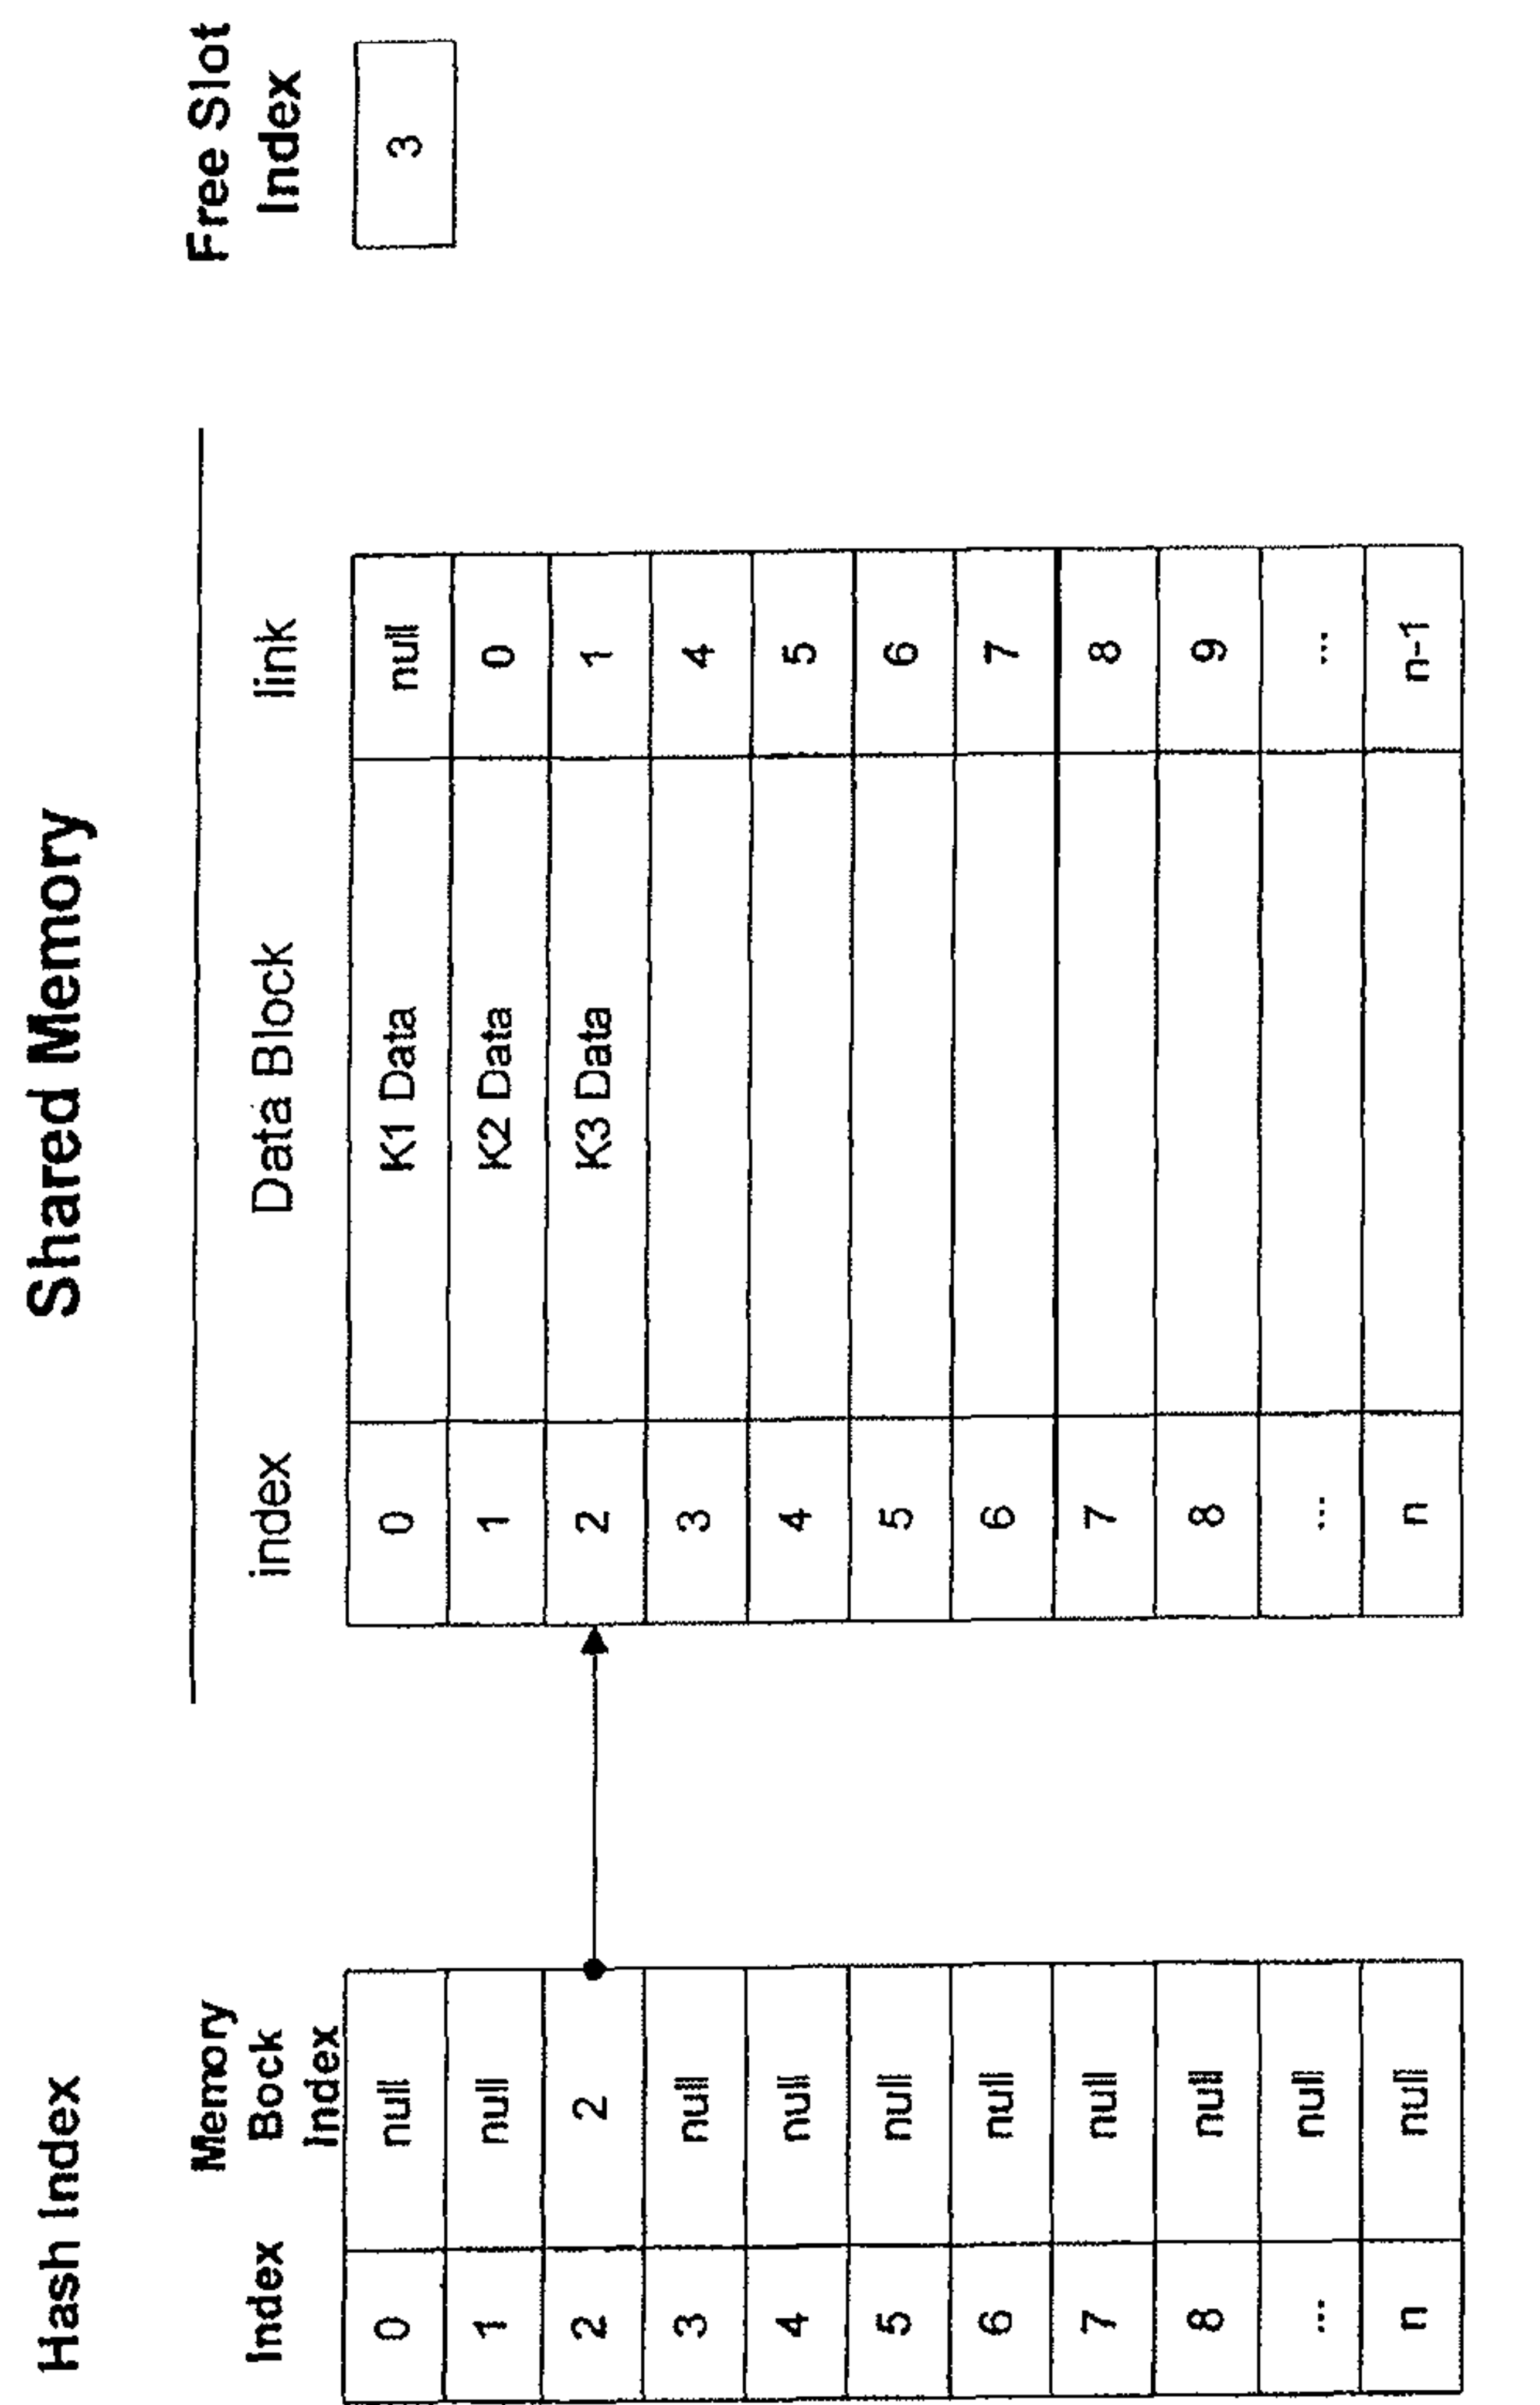 Hash Index
Shared Memory
Memory
Bock
Index
Index
index
Data Block
link
Free Slot
Index
0 null 0 K1 Data null 3
1 null 1 K2 Data 0
2 2 2 K3 Data 1
3 null 3 4
4 null 4 5
5 null 5 6
6 null 6 7
7 null 7 8
8 null 8 9
... null ... ...
n null n n-1